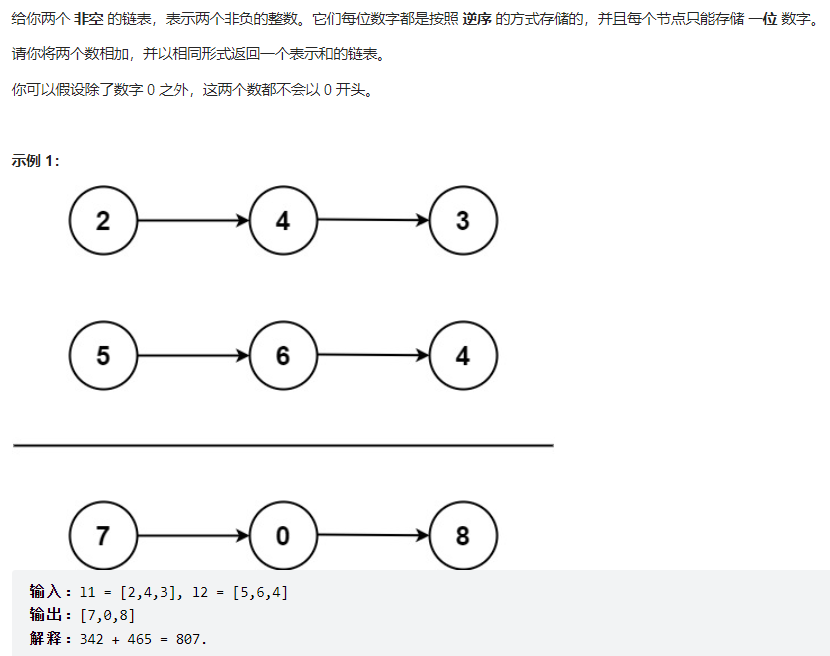 给你两个 非空 的链表，表示两个非负的整数。它们每位数字都是按照 逆序 的方式存储的，并且每个节点只能存储 一位 数字。
请你将两个数相加，并以相同形式返回一个表示和的链表。
你可以假设除了数字 0 之外，这两个数都不会以 0 开头。
示例 1：
2 4 3
5 6 4
7 0 8
输入：l1 = [2,4,3], l2 = [5,6,4]
输出：[7,0,8]
解释：342 + 465 = 807.